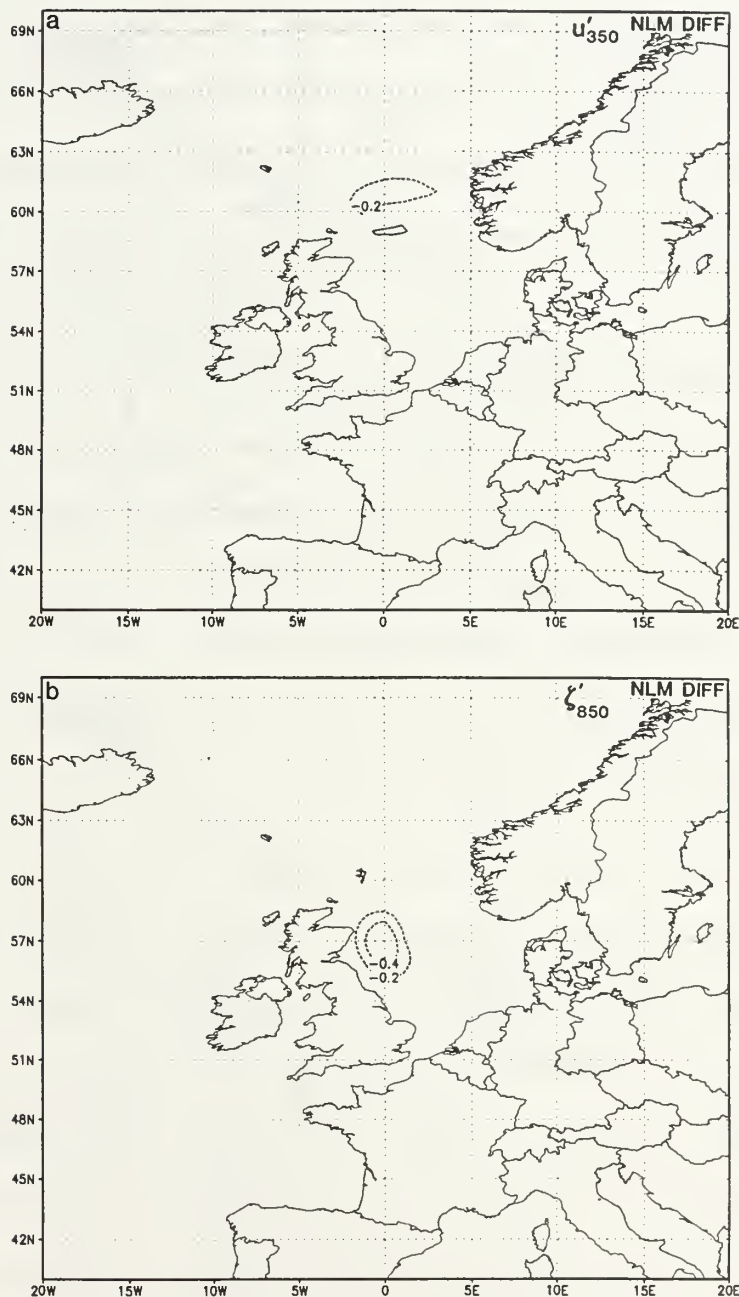 a
u′350 NLM DIFF
69N
66N
63N
60N
57N
54N
51N
48N
45N
42N
-0.2
20W 15W 10W 5W 0 5E 10E 15E 20E
b
ζ′850 NLM DIFF
69N
66N
63N
60N
57N
54N
51N
48N
45N
42N
-0.4
-0.2
20W 15W 10W 5W 0 5E 10E 15E 20E